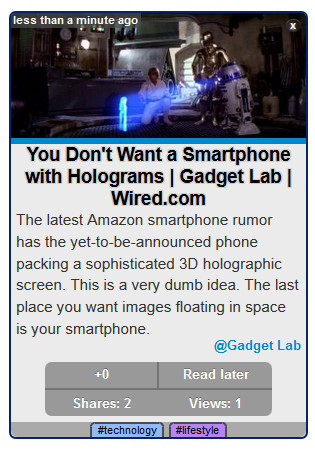 less than a minute ago
x
You Don't Want a Smartphone
with Holograms | Gadget Lab |
Wired.com
The latest Amazon smartphone rumor
has the yet-to-be-announced phone
packing a sophisticated 3D holographic
screen. This is a very dumb idea. The last
place you want images floating in space
is your smartphone.
@Gadget Lab
+0 Read later
Shares: 2 Views: 1
#technology #lifestyle